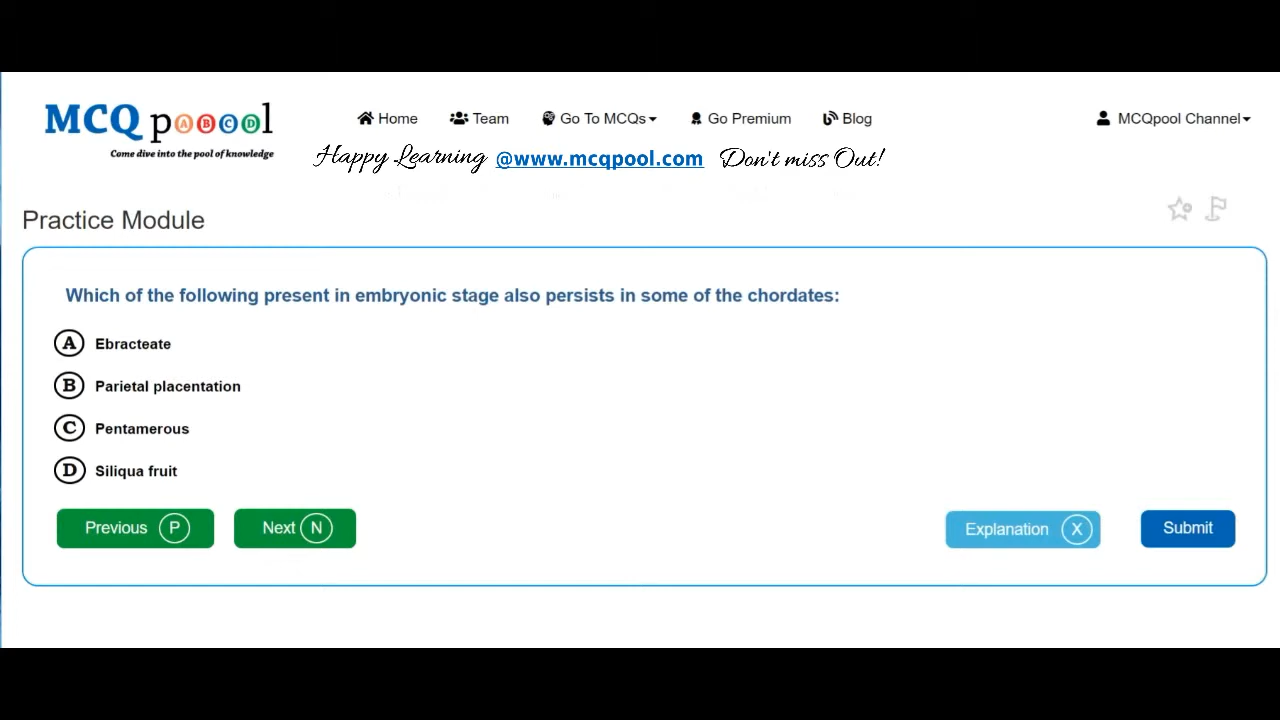 MCQ pooool
Come dive into the pool of knowledge
Home Team Go To MCQs Go Premium Blog MCQpool Channel
Happy Learning @www.mcqpool.com Don't miss Out!
Practice Module
Which of the following present in embryonic stage also persists in some of the chordates:
A Ebracteate
B Parietal placentation
C Pentamerous
D Siliqua fruit
Previous P Next N Explanation X Submit